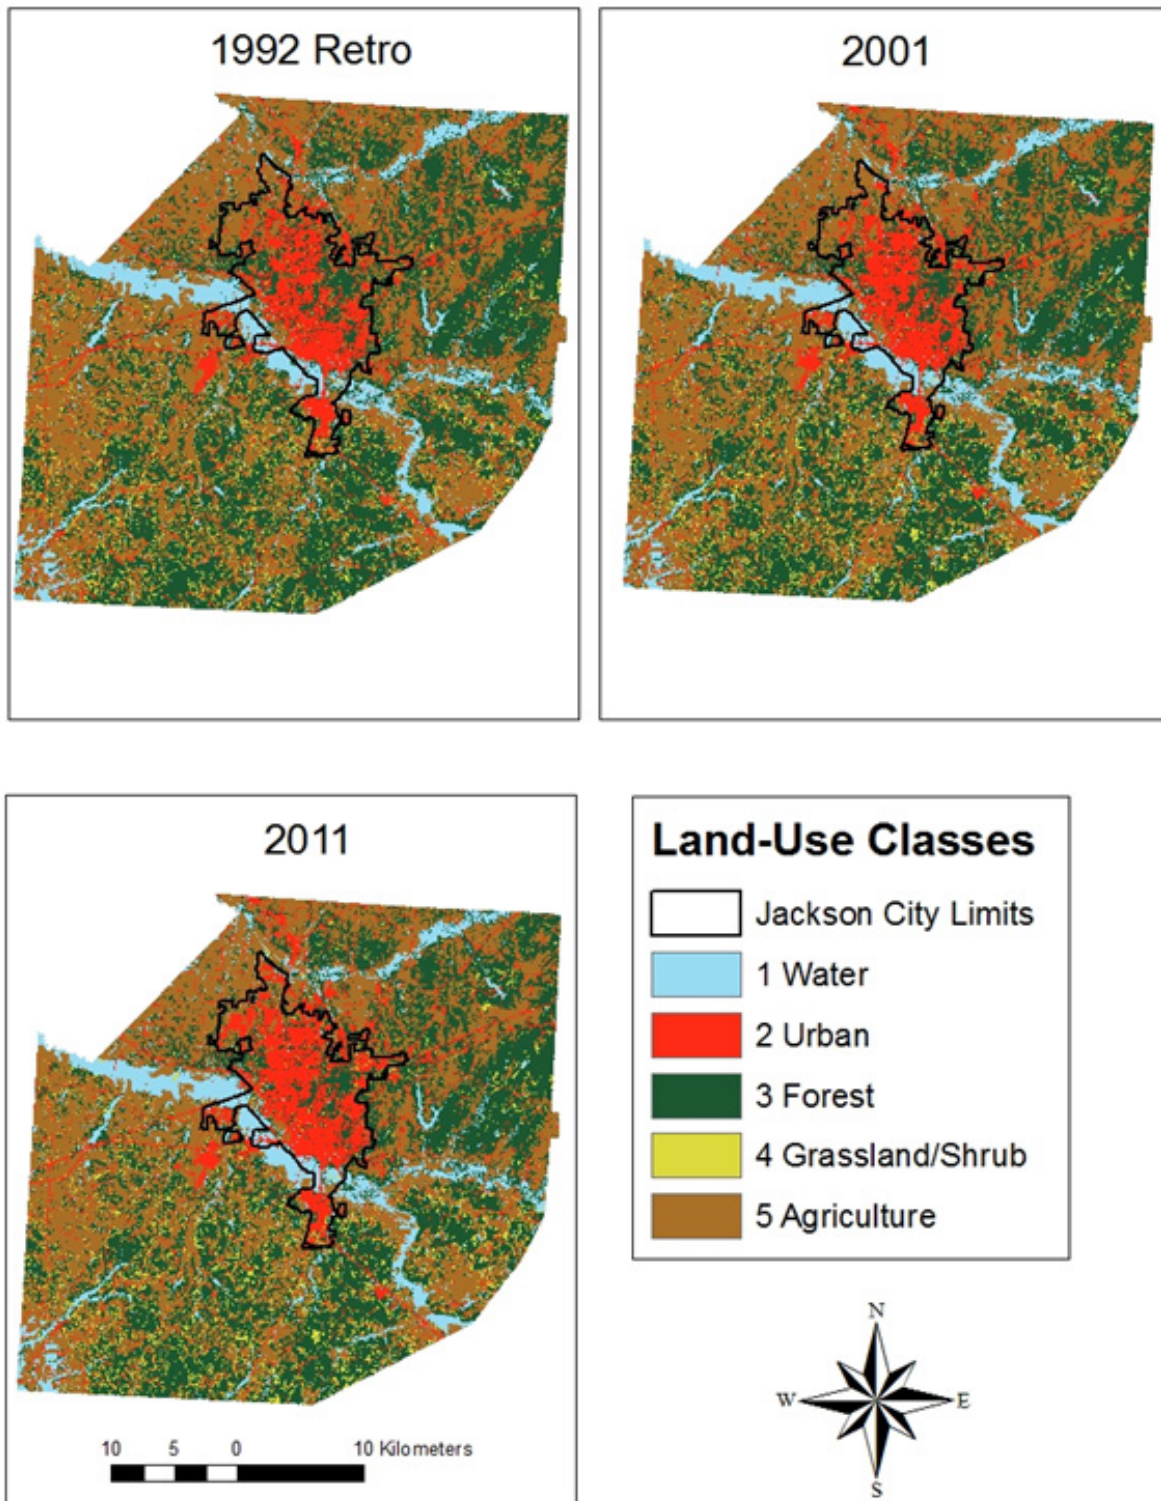 1992 Retro
2001
2011
Land-Use Classes
Jackson City Limits
1 Water
2 Urban
3 Forest
4 Grassland/Shrub
5 Agriculture
10 5 0 10 Kilometers
N
W E
S